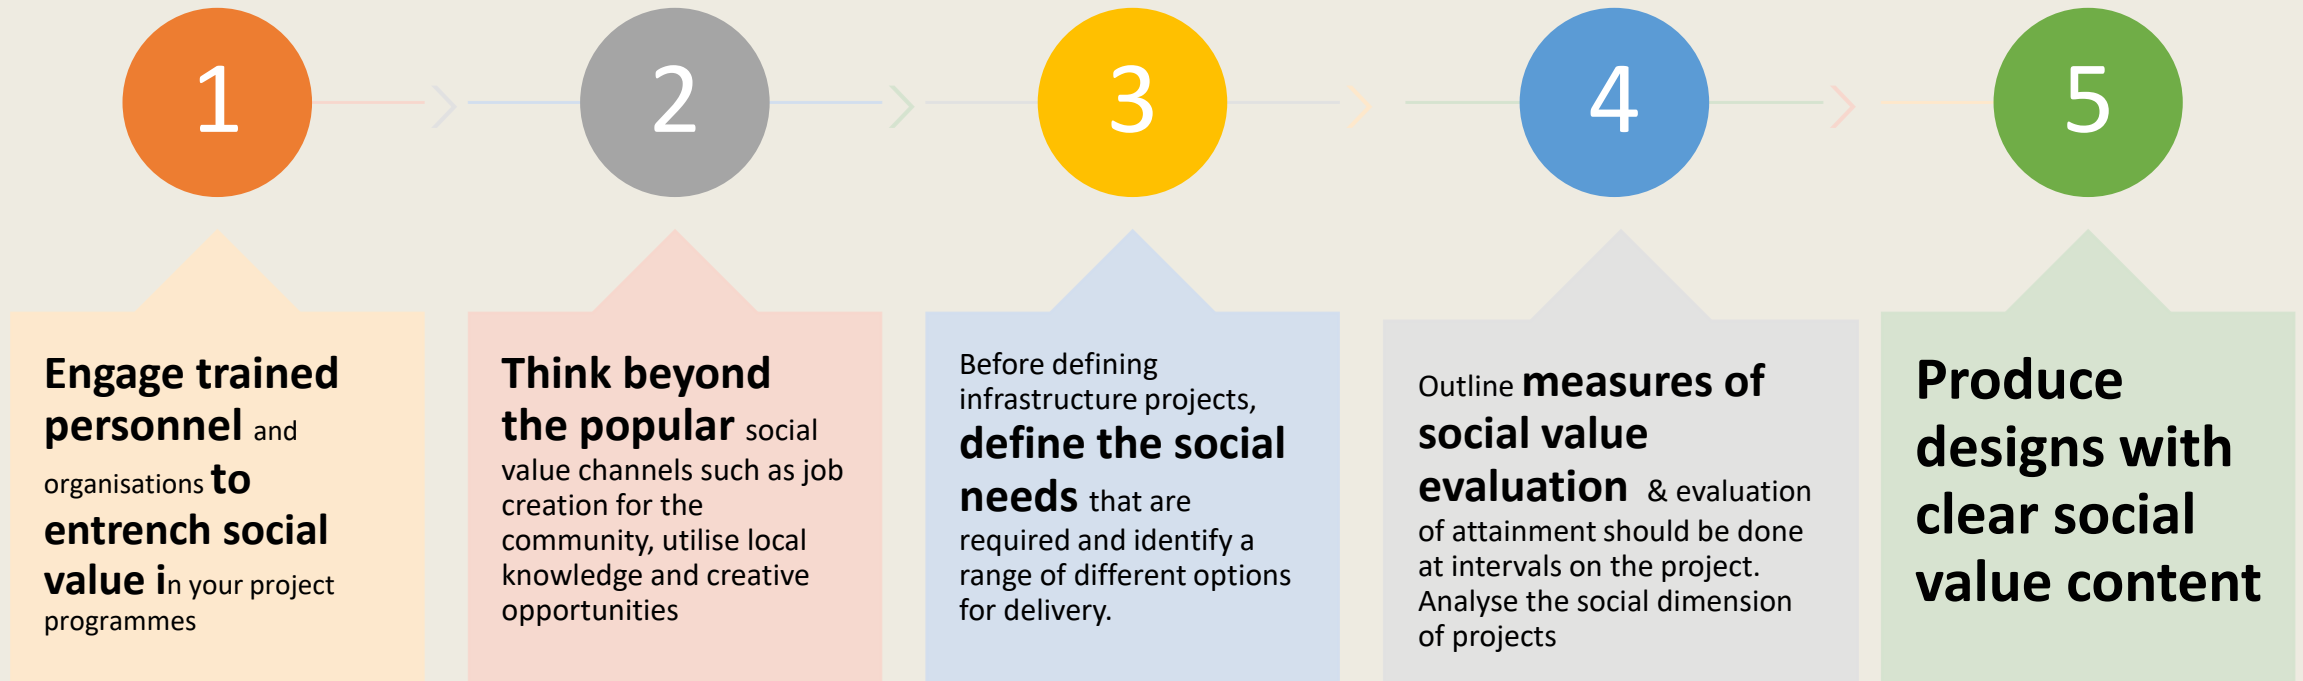 1
Engage trained
personnel and
organisations to
entrench social
value in your project
programmes
2
Think beyond
the popular social
value channels such as job
creation for the
community, utilise local
knowledge and creative
opportunities
3
Before defining
infrastructure projects,
define the social
needs that are
required and identify a
range of different options
for delivery.
4
Outline measures of
social value
evaluation & evaluation
of attainment should be done
at intervals on the project.
Analyse the social dimension
of projects
5
Produce
designs with
clear social
value content